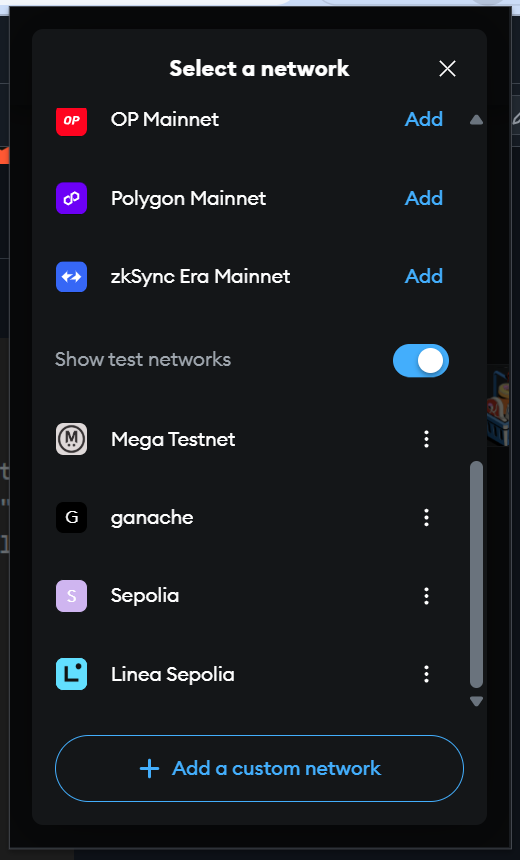 Select a network
OP OP Mainnet Add
Polygon Mainnet Add
zkSync Era Mainnet Add
Show test networks
M Mega Testnet
G ganache
S Sepolia
L Linea Sepolia
+ Add a custom network